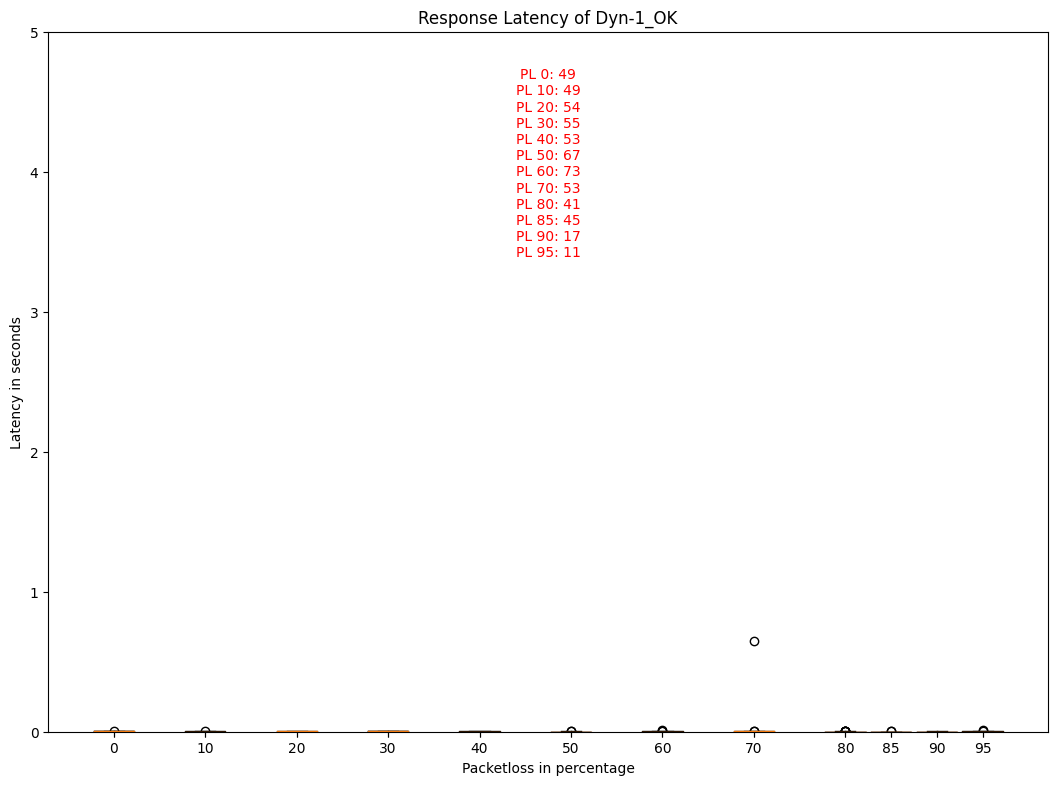 Response Latency of Dyn-1_OK
5
4
3
2
1
0
Latency in seconds
PL 0: 49
PL 10: 49
PL 20: 54
PL 30: 55
PL 40: 53
PL 50: 67
PL 60: 73
PL 70: 53
PL 80: 41
PL 85: 45
PL 90: 17
PL 95: 11
0 10 20 30 40 50 60 70 80 85 90 95
Packetloss in percentage